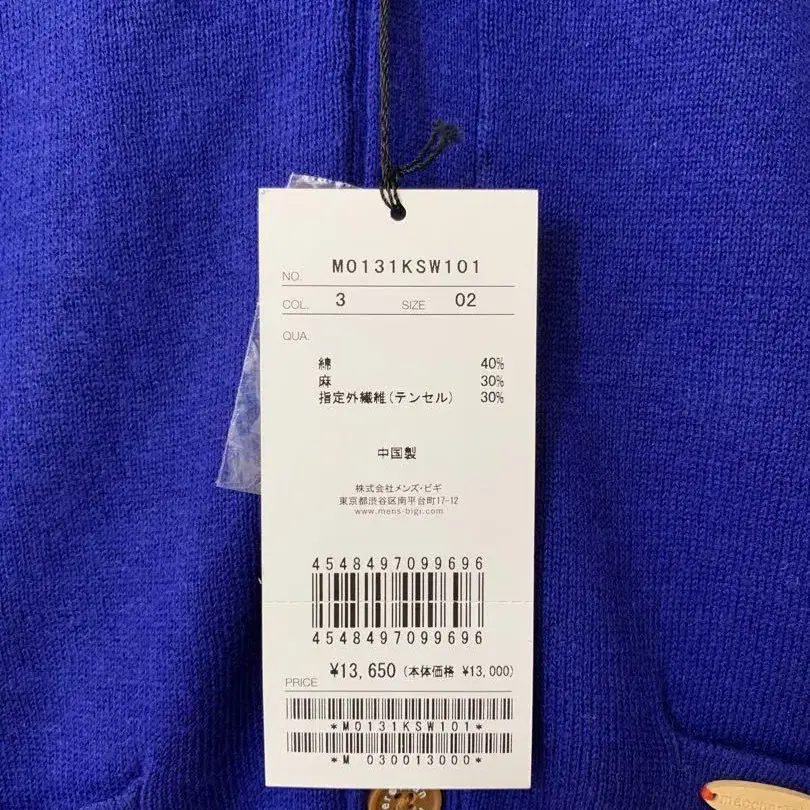 NO. M0131KSW101
COL. 3 SIZE 02
QUA.
綿 40%
麻 30%
指定外繊維(テンセル) 30%
中国製
株式会社メンズ・ビギ
東京都渋谷区南平台町17-12
www.mens-bigi.com
4548497099696
4548497099696
PRICE ¥13,650 (本体価格 ¥13,000)
*M0131KSW101*
*M 030013000*